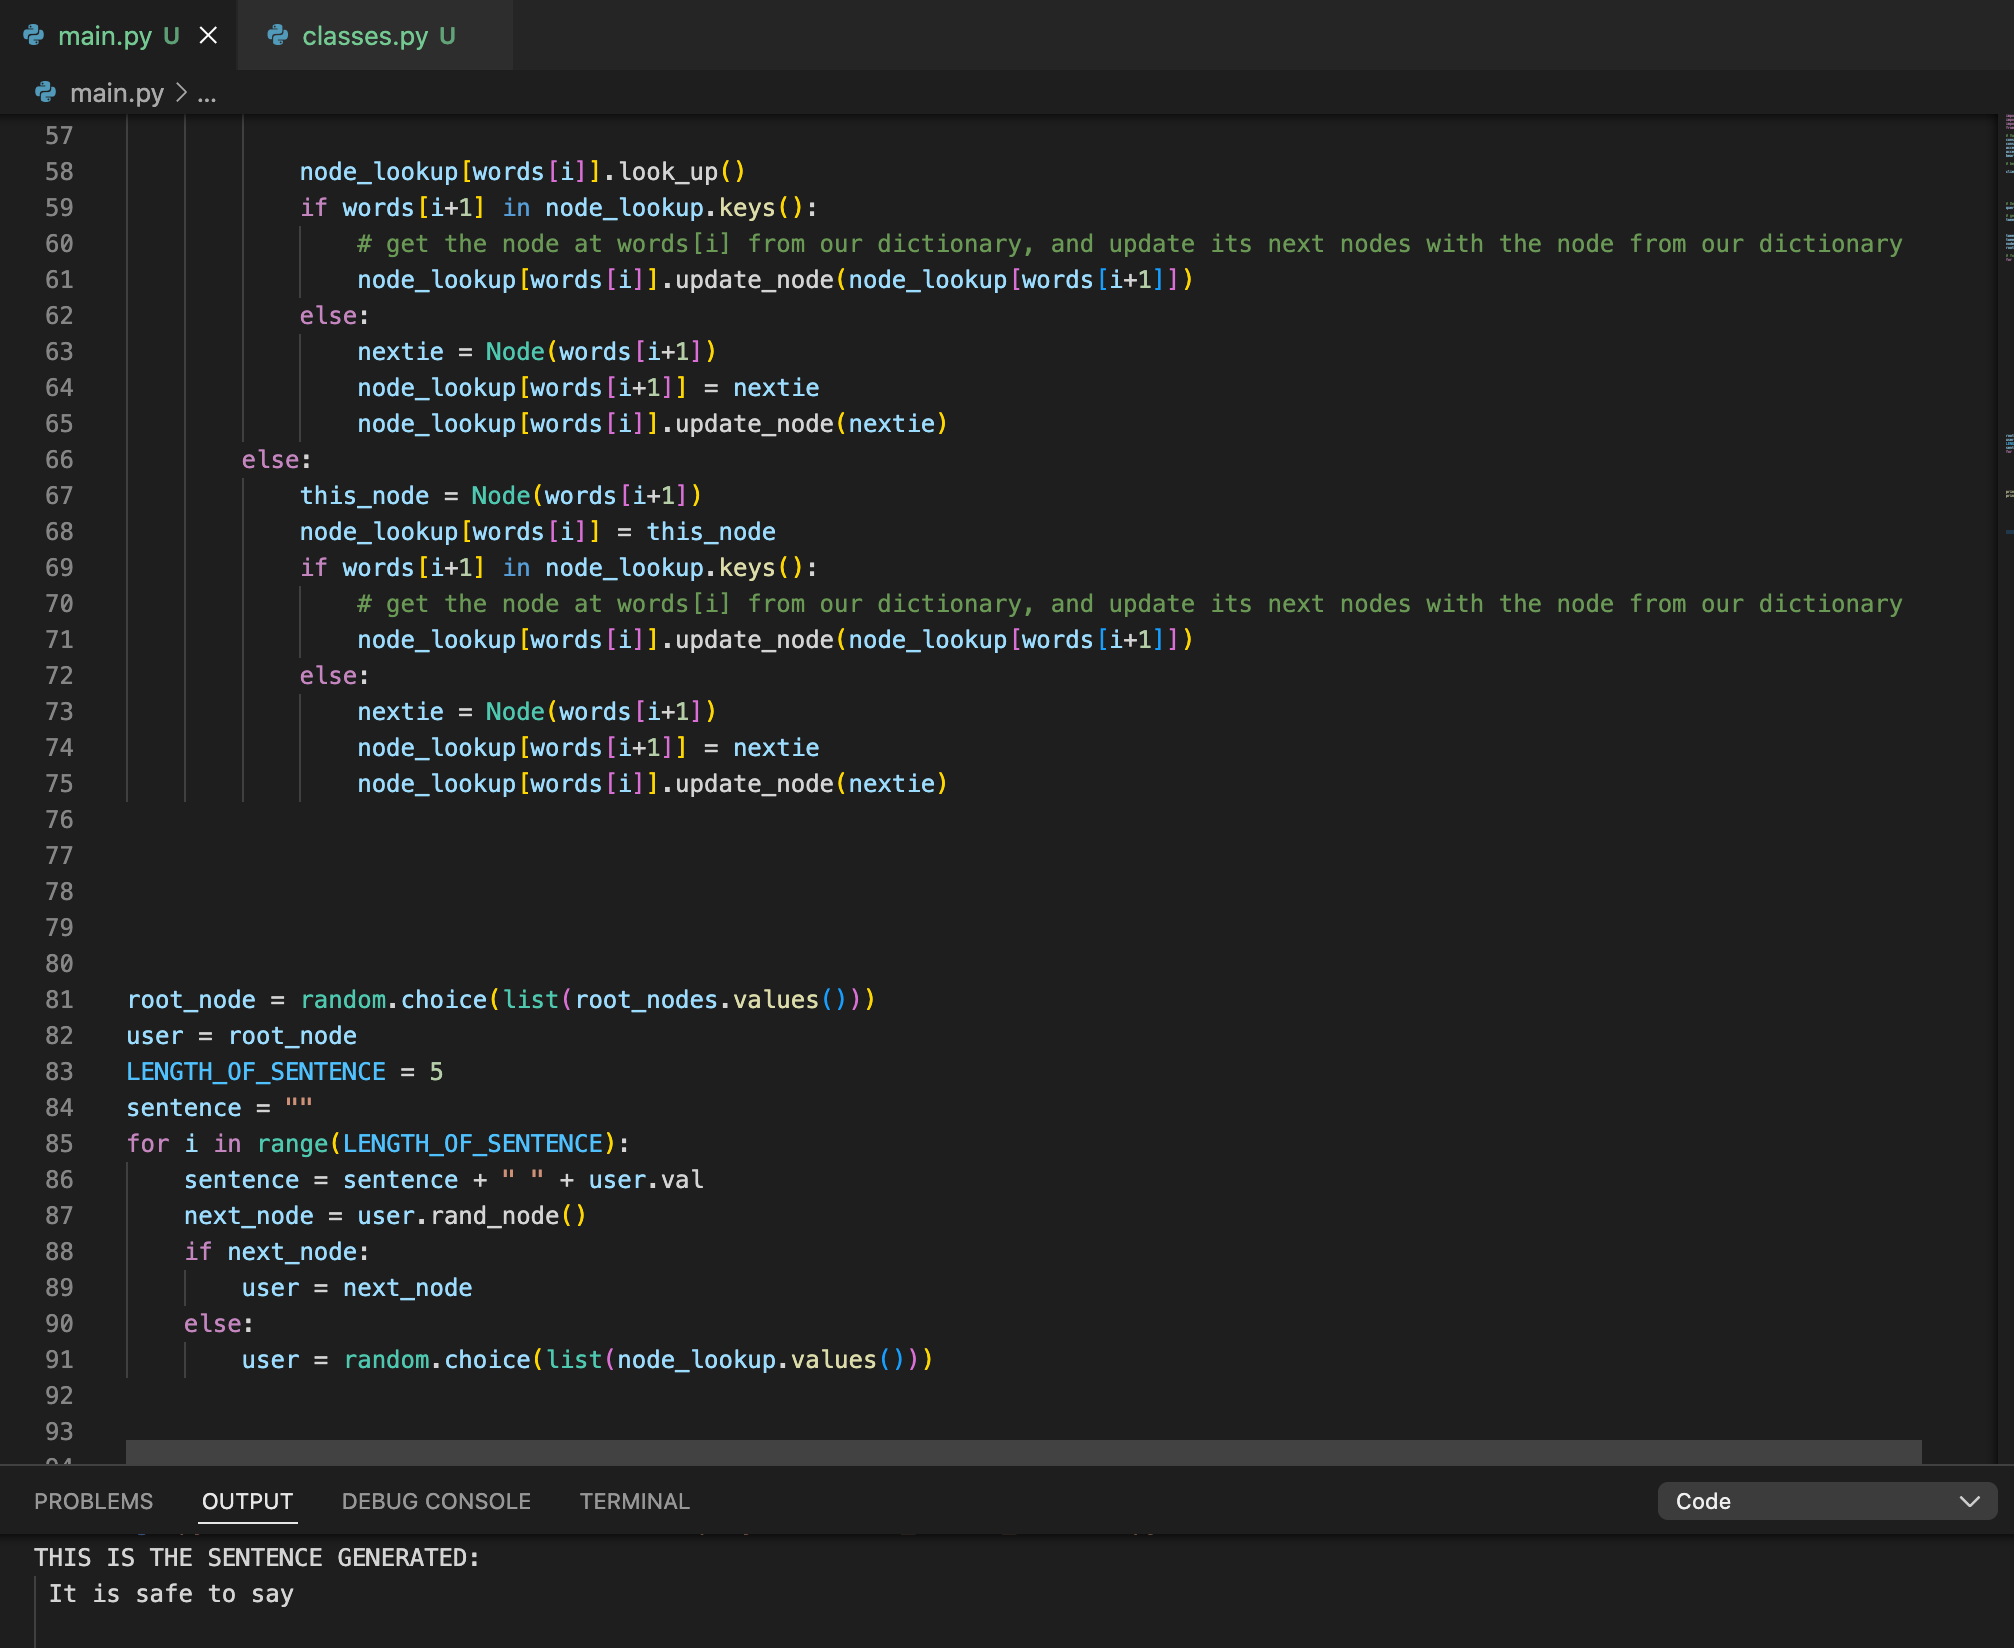 main.py U
classes.py U
main.py > ...
57
58 node_lookup[words[i]].look_up()
59 if words[i+1] in node_lookup.keys():
60 # get the node at words[i] from our dictionary, and update its next nodes with the node from our dictionary
61 node_lookup[words[i]].update_node(node_lookup[words[i+1]])
62 else:
63 nextie = Node(words[i+1])
64 node_lookup[words[i+1]] = nextie
65 node_lookup[words[i]].update_node(nextie)
66 else:
67 this_node = Node(words[i+1])
68 node_lookup[words[i]] = this_node
69 if words[i+1] in node_lookup.keys():
70 # get the node at words[i] from our dictionary, and update its next nodes with the node from our dictionary
71 node_lookup[words[i]].update_node(node_lookup[words[i+1]])
72 else:
73 nextie = Node(words[i+1])
74 node_lookup[words[i+1]] = nextie
75 node_lookup[words[i]].update_node(nextie)
76
77
78
79
80
81 root_node = random.choice(list(root_nodes.values()))
82 user = root_node
83 LENGTH_OF_SENTENCE = 5
84 sentence = ""
85 for i in range(LENGTH_OF_SENTENCE):
86 sentence = sentence + " " + user.val
87 next_node = user.rand_node()
88 if next_node:
89 user = next_node
90 else:
91 user = random.choice(list(node_lookup.values()))
92
93
PROBLEMS OUTPUT DEBUG CONSOLE TERMINAL Code
THIS IS THE SENTENCE GENERATED:
It is safe to say